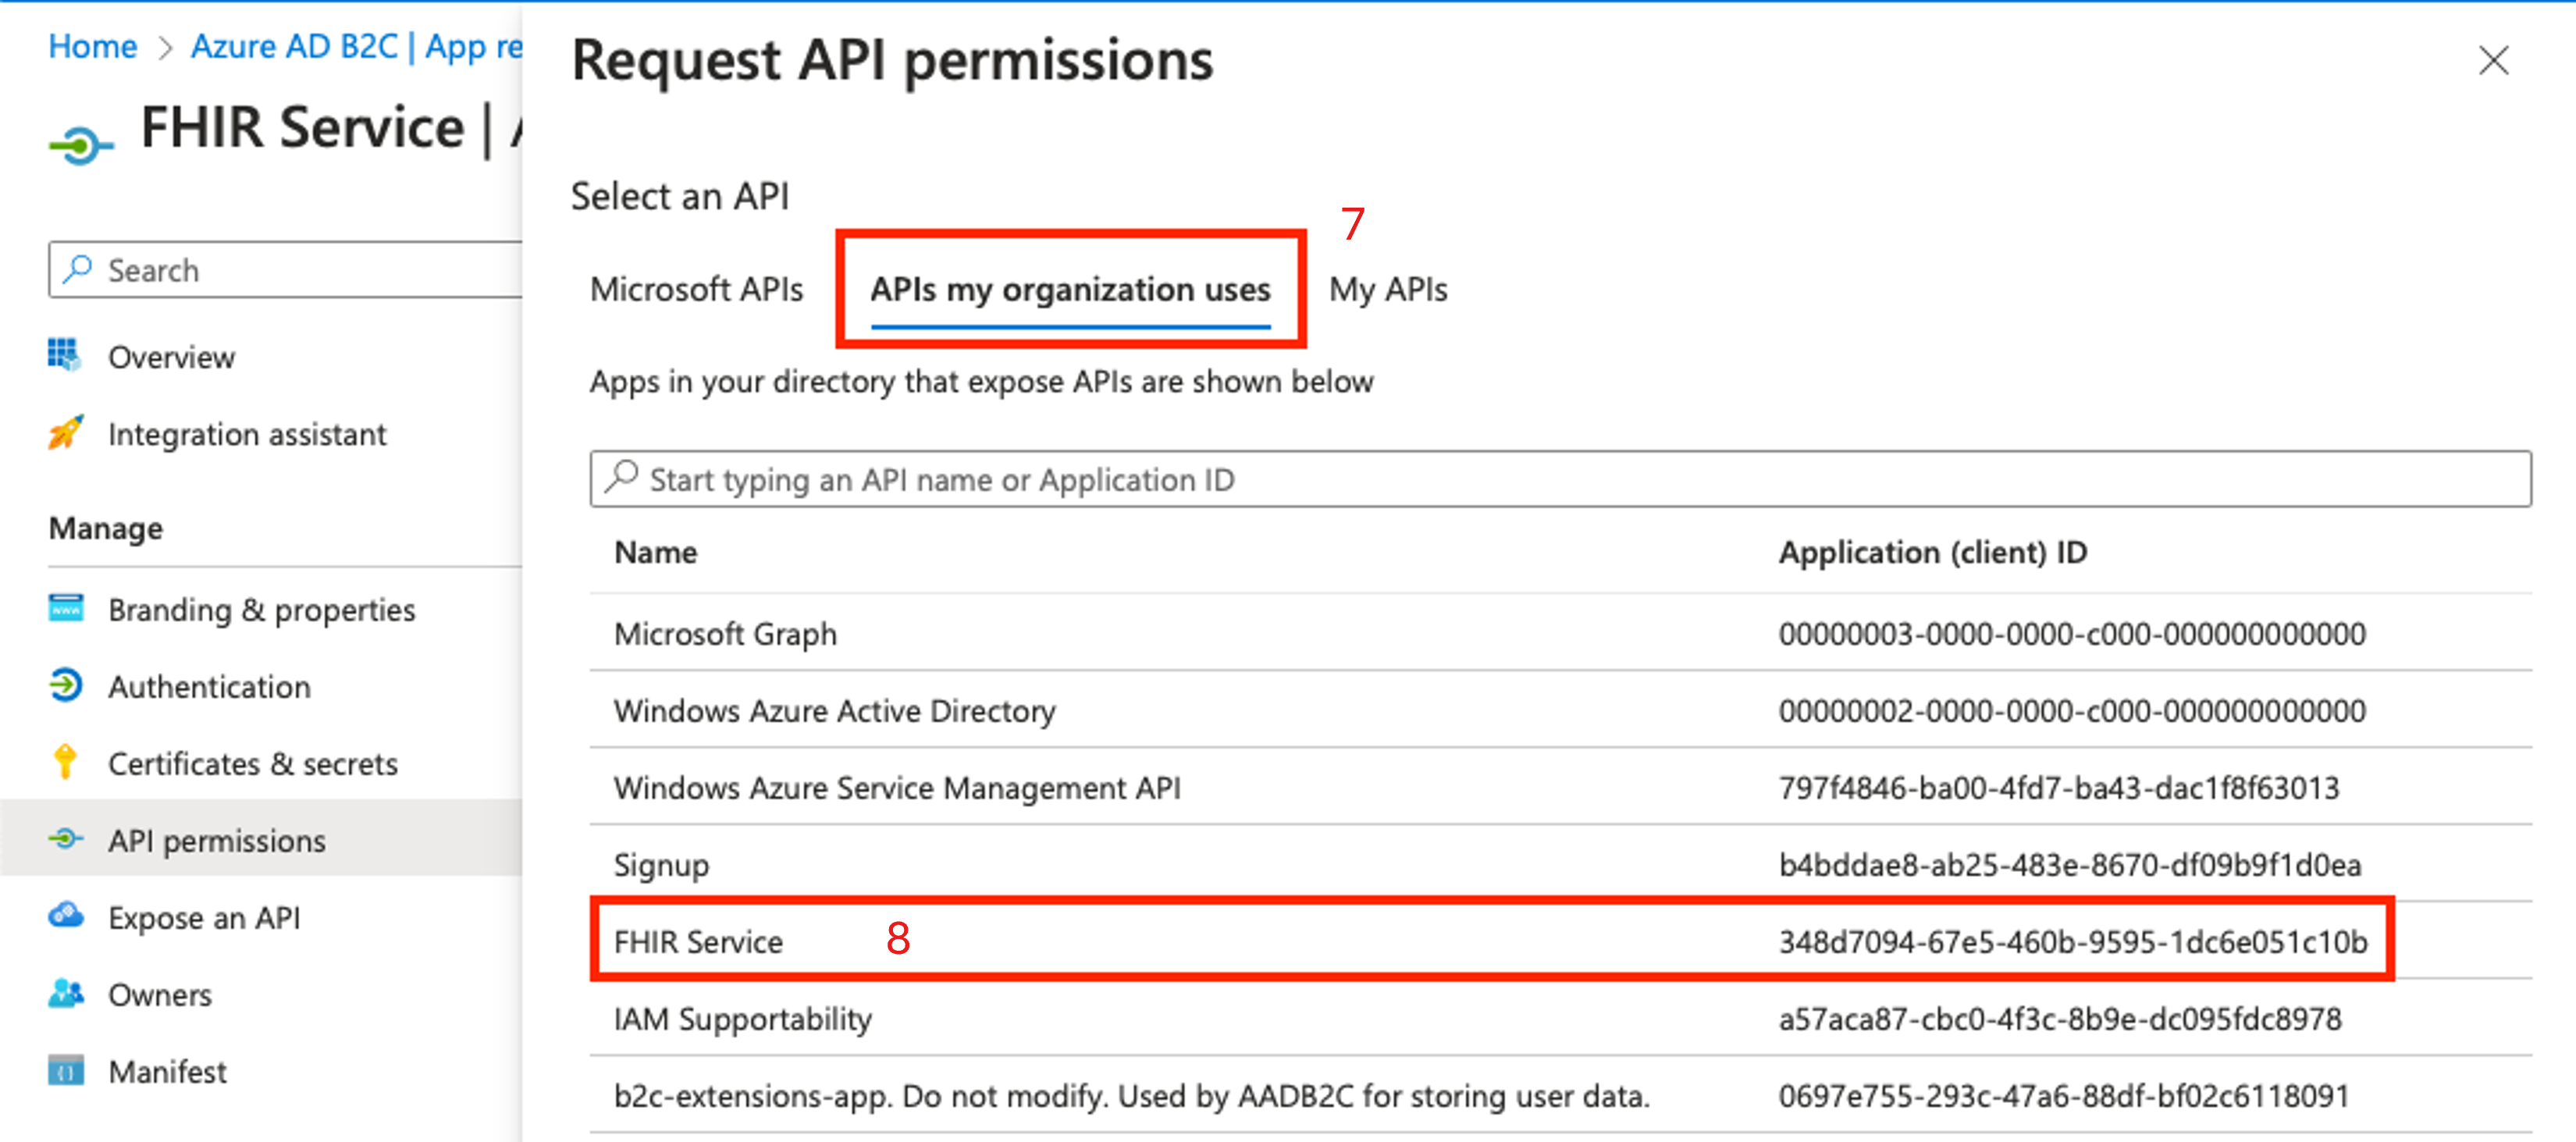 Home > Azure AD B2C | App re
FHIR Service |
Search
Overview
Integration assistant
Manage
Branding & properties
Authentication
Certificates & secrets
API permissions
Expose an API
Owners
Manifest
Request API permissions
Select an API
7
Microsoft APIs APIs my organization uses My APIs
Apps in your directory that expose APIs are shown below
Start typing an API name or Application ID
Name Application (client) ID
Microsoft Graph 00000003-0000-0000-c000-000000000000
Windows Azure Active Directory 00000002-0000-0000-c000-000000000000
Windows Azure Service Management API 797f4846-ba00-4fd7-ba43-dac1f8f63013
Signup b4bddae8-ab25-483e-8670-df09b9f1d0ea
FHIR Service 8 348d7094-67e5-460b-9595-1dc6e051c10b
IAM Supportability a57aca87-cbc0-4f3c-8b9e-dc095fdc8978
b2c-extensions-app. Do not modify. Used by AADB2C for storing user data. 0697e755-293c-47a6-88df-bf02c6118091